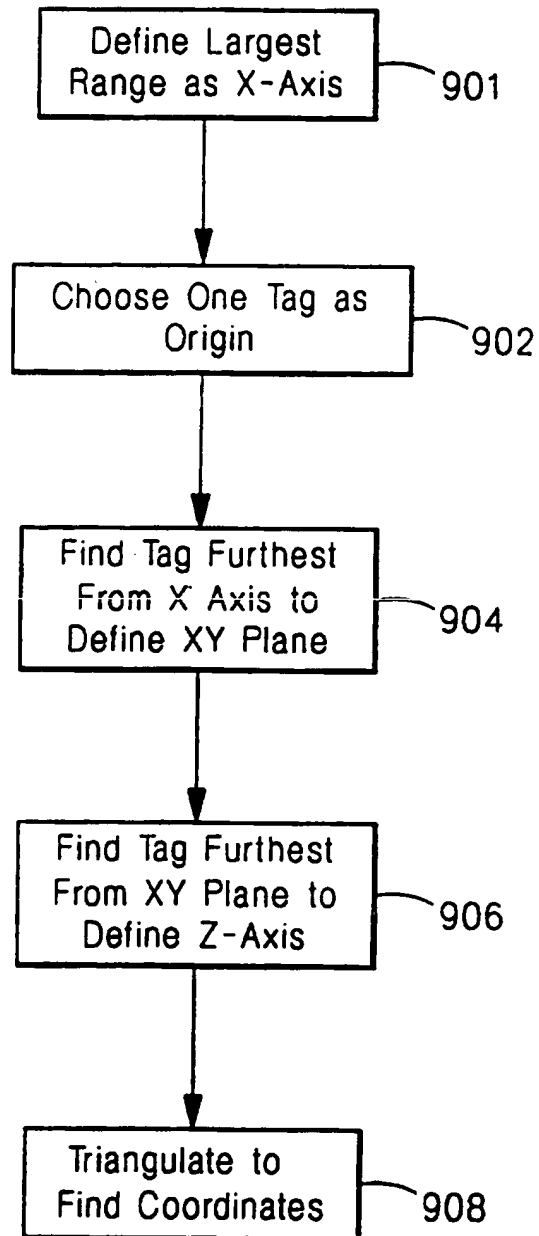 Define Largest
Range as X-Axis
901
Choose One Tag as
Origin
902
Find Tag Furthest
From X Axis to
Define XY Plane
904
Find Tag Furthest
From XY Plane to
Define Z-Axis
906
Triangulate to
Find Coordinates
908